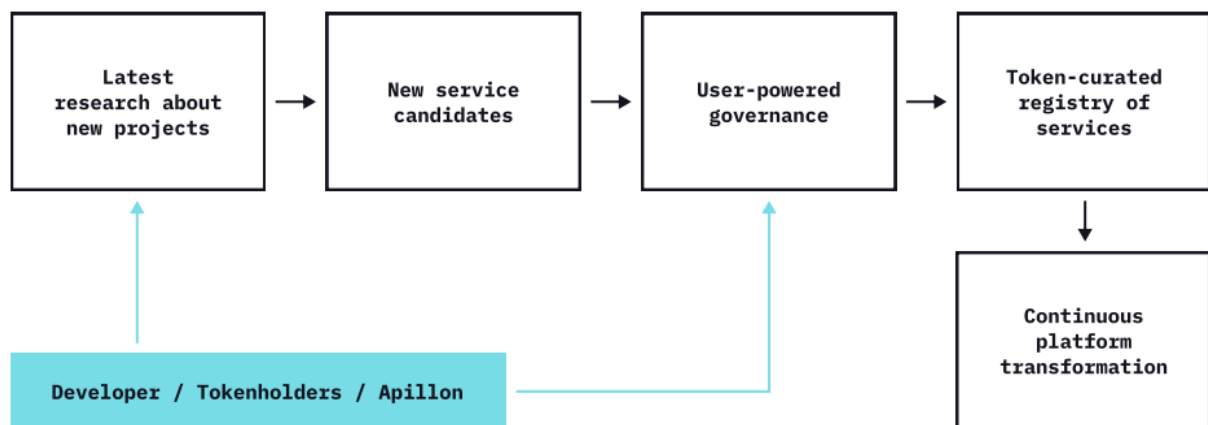 Latest
research about
new projects
New service
candidates
User-powered
governance
Token-curated
registry of
services
Continuous
platform
transformation
Developer / Tokenholders / Apillon